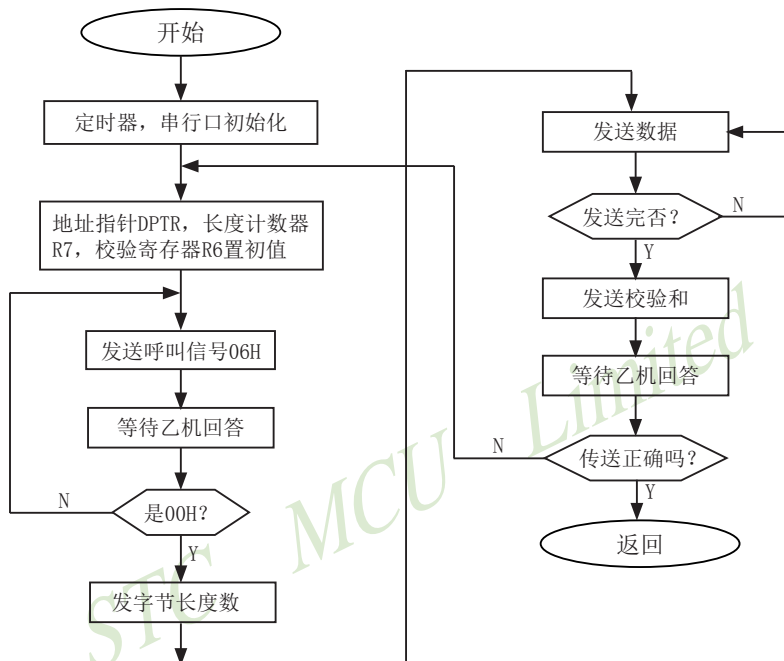 开始
定时器，串行口初始化
地址指针DPTR，长度计数器
R7，校验寄存器R6置初值
发送呼叫信号06H
等待乙机回答
N
是00H？
Y
发字节长度数
发送数据
发送完否？
N
Y
发送校验和
等待乙机回答
N
传送正确吗？
Y
返回
STC MCU Limited